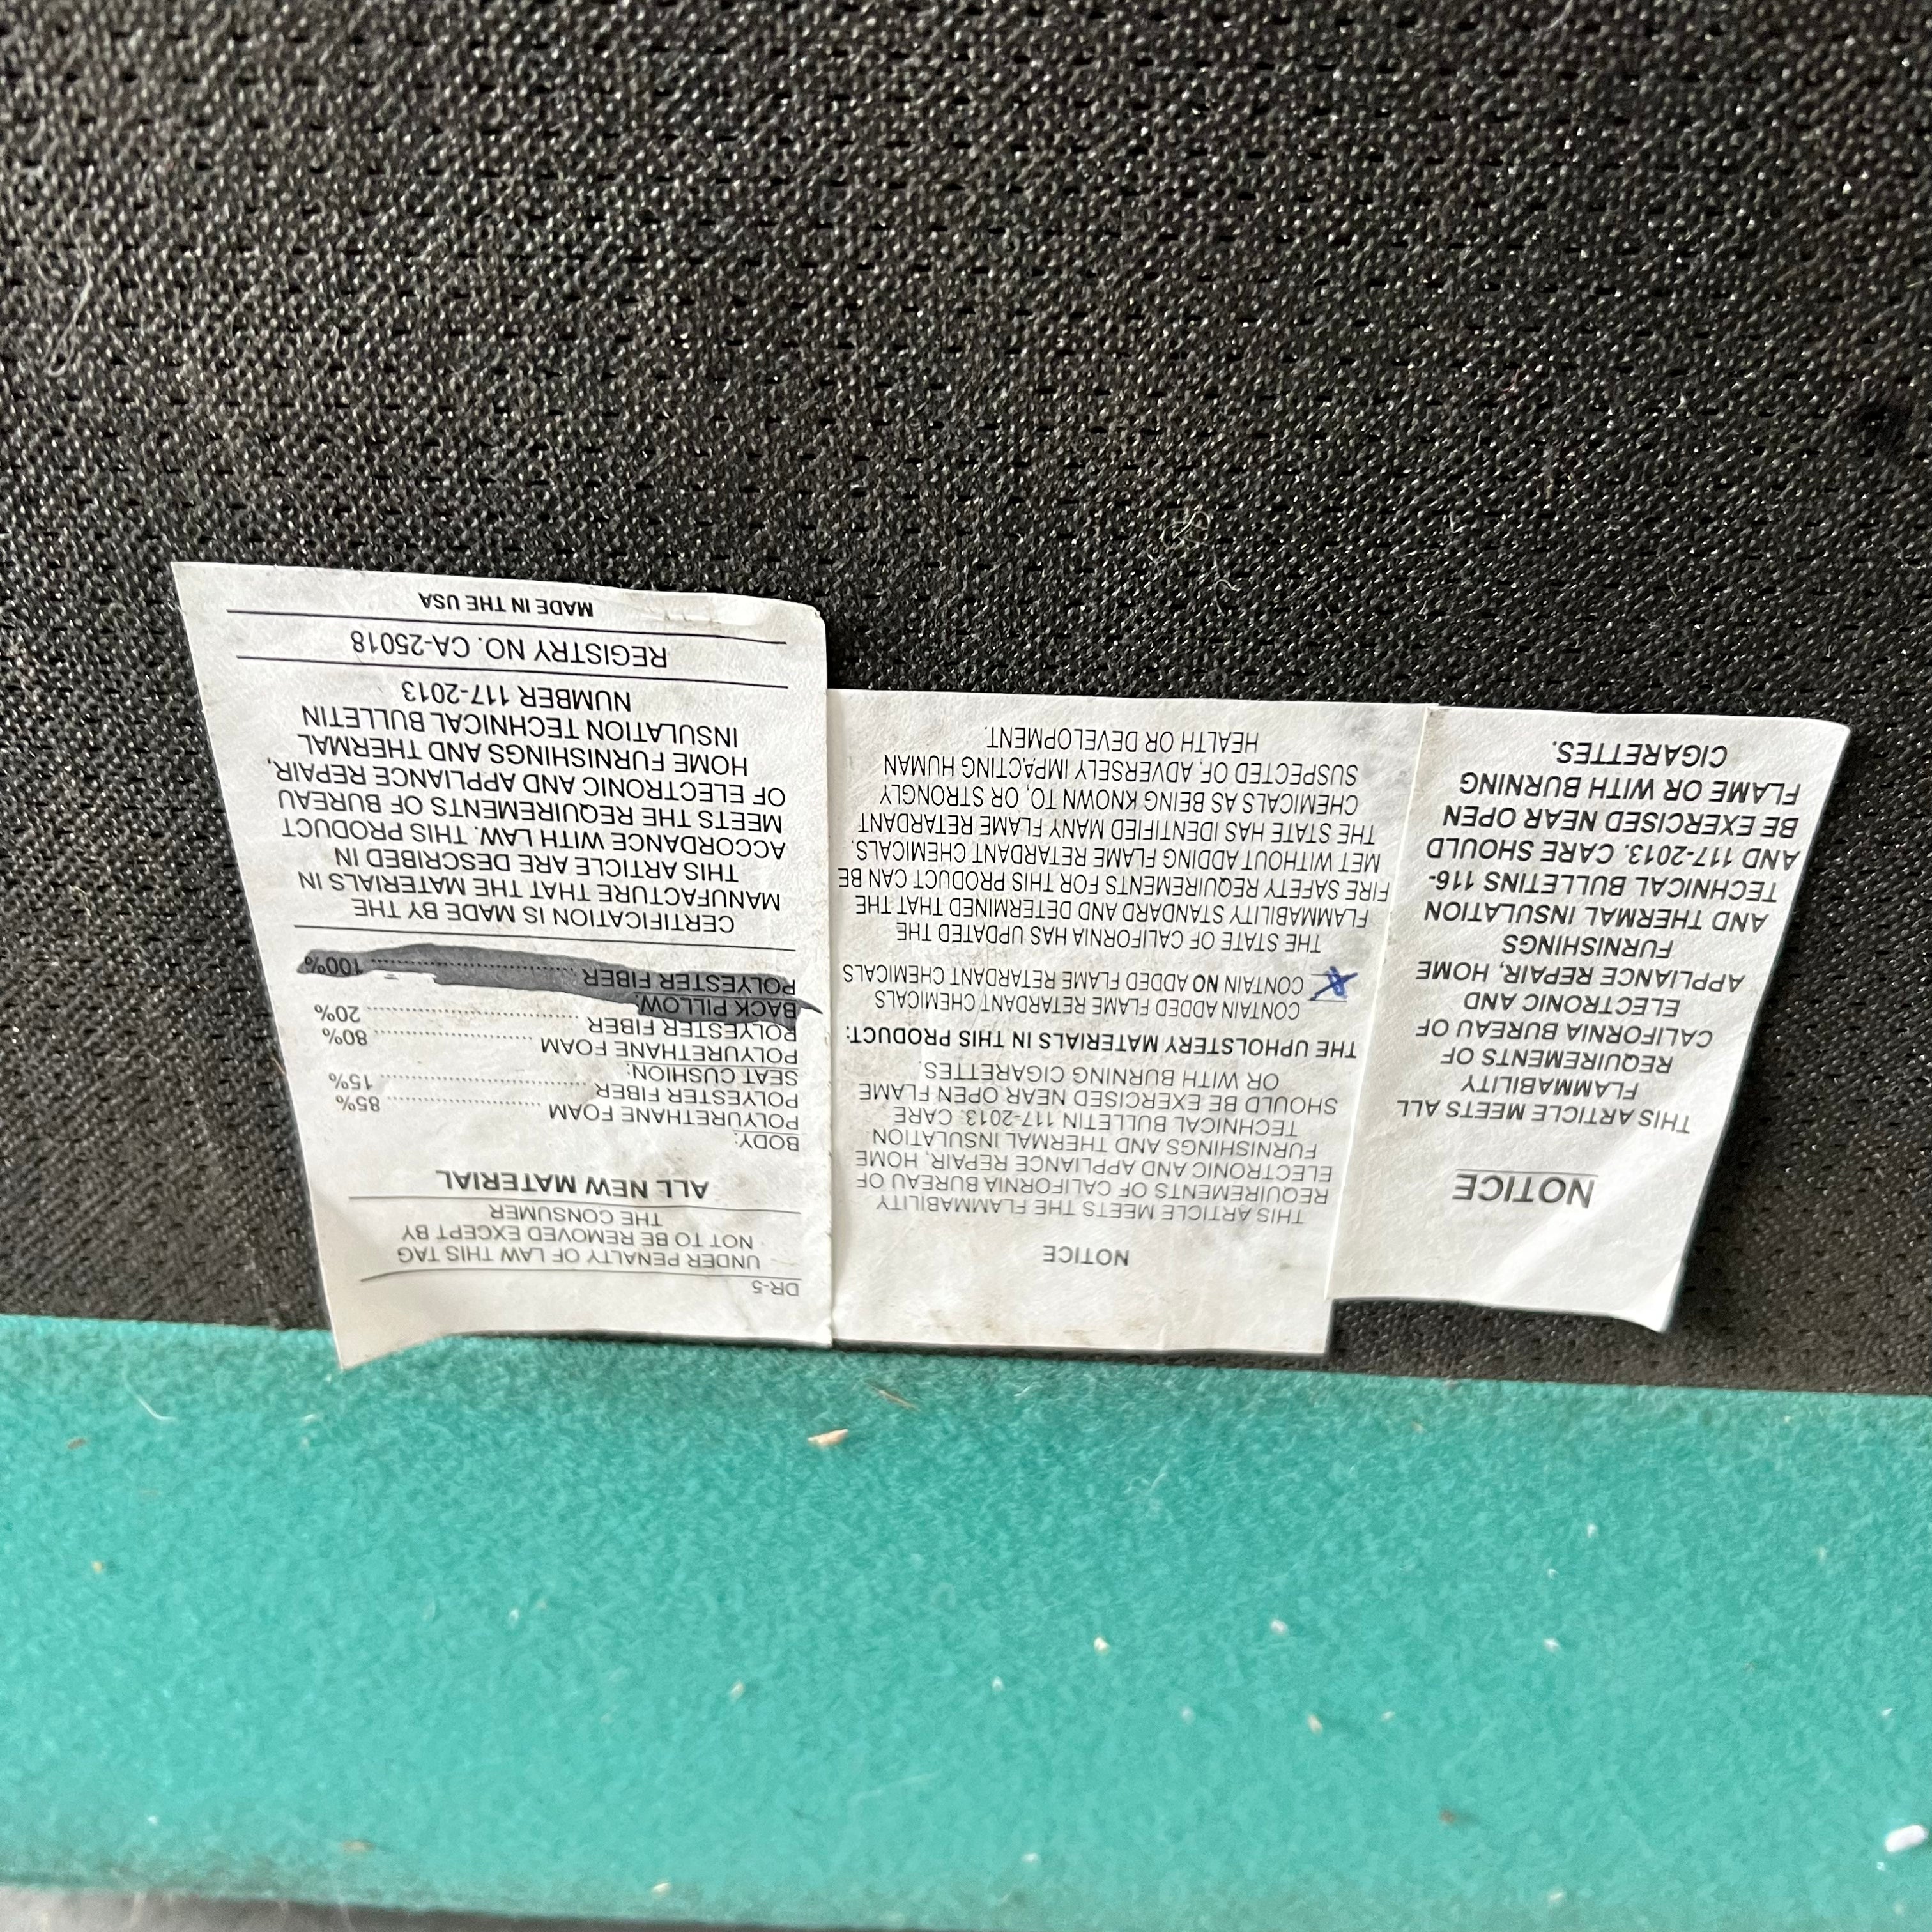 NOTICE
THIS ARTICLE MEETS ALL
FLAMMABILITY
REQUIREMENTS OF
CALIFORNIA BUREAU OF
ELECTRONIC AND
APPLIANCE REPAIR, HOME
FURNISHINGS
AND THERMAL INSULATION
TECHNICAL BULLETINS 116-
AND 117-2013. CARE SHOULD
BE EXERCISED NEAR OPEN
FLAME OR WITH BURNING
CIGARETTES.
NOTICE
THIS ARTICLE MEETS THE FLAMMABILITY
REQUIREMENTS OF CALIFORNIA BUREAU OF
ELECTRONIC AND APPLIANCE REPAIR, HOME
FURNISHINGS AND THERMAL INSULATION
TECHNICAL BULLETIN 117-2013. CARE
SHOULD BE EXERCISED NEAR OPEN FLAME
OR WITH BURNING CIGARETTES.
THE UPHOLSTERY MATERIALS IN THIS PRODUCT:
CONTAIN ADDED FLAME RETARDANT CHEMICALS
X CONTAIN NO ADDED FLAME RETARDANT CHEMICALS
THE STATE OF CALIFORNIA HAS UPDATED THE
FLAMMABILITY STANDARD AND DETERMINED THAT THE
FIRE SAFETY REQUIREMENTS FOR THIS PRODUCT CAN BE
MET WITHOUT ADDING FLAME RETARDANT CHEMICALS.
THE STATE HAS IDENTIFIED MANY FLAME RETARDANT
CHEMICALS AS BEING KNOWN TO, OR STRONGLY
SUSPECTED OF, ADVERSELY IMPACTING HUMAN
HEALTH OR DEVELOPMENT.
DR-5
UNDER PENALTY OF LAW THIS TAG
NOT TO BE REMOVED EXCEPT BY
THE CONSUMER
ALL NEW MATERIAL
BODY:
POLYURETHANE FOAM ........................ 85%
POLYESTER FIBER ........................ 15%
SEAT CUSHION:
POLYURETHANE FOAM ........................ 80%
POLYESTER FIBER ........................ 20%
BACK PILLOW:
POLYESTER FIBER ........................ 100%
CERTIFICATION IS MADE BY THE
MANUFACTURE THAT THE MATERIALS IN
THIS ARTICLE ARE DESCRIBED IN
ACCORDANCE WITH LAW. THIS PRODUCT
MEETS THE REQUIREMENTS OF BUREAU
OF ELECTRONIC AND APPLIANCE REPAIR,
HOME FURNISHINGS AND THERMAL
INSULATION TECHNICAL BULLETIN
NUMBER 117-2013
REGISTRY NO. CA-25018
MADE IN THE USA